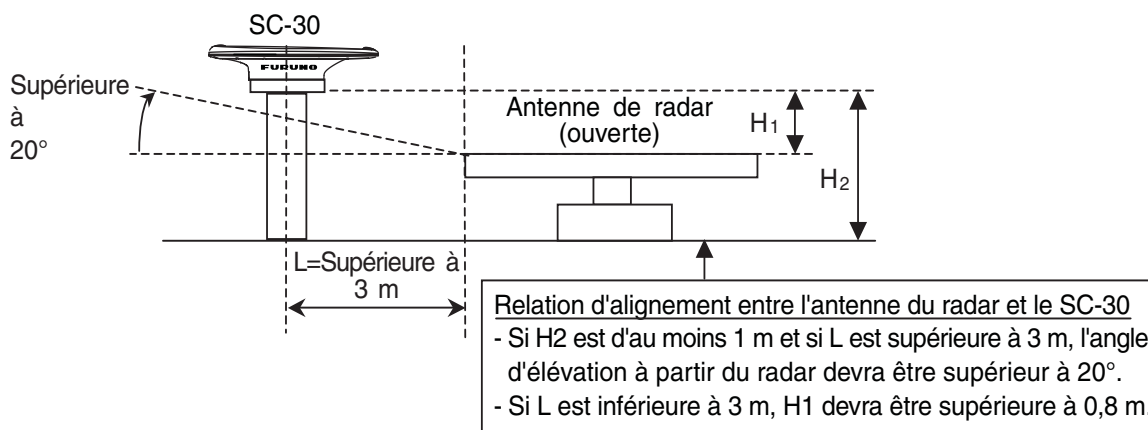 SC-30
FURUNO
Supérieure
à
20°
Antenne de radar
(ouverte)
H1
H2
L=Supérieure à
3 m
Relation d'alignement entre l'antenne du radar et le SC-30
- Si H2 est d'au moins 1 m et si L est supérieure à 3 m, l'angle
d'élévation à partir du radar devra être supérieur à 20°.
- Si L est inférieure à 3 m, H1 devra être supérieure à 0,8 m.